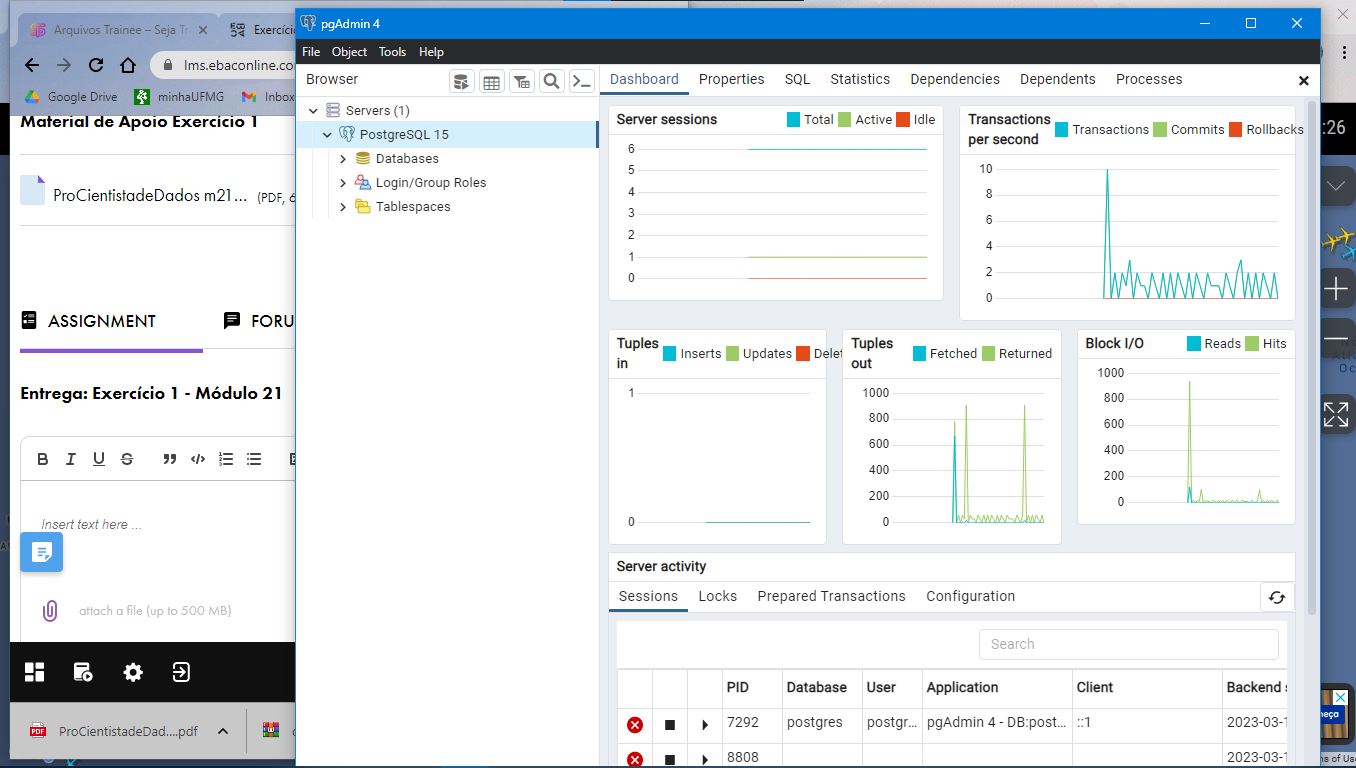 Arquivos Trainee – Seja Tr
Exercíci
lms.ebaconline.co
Google Drive
minhaUFMG
Inbox
Material de Apoio Exercício 1
ProCientistadeDados m21... (PDF, 6
ASSIGNMENT
FORU
Entrega: Exercício 1 - Módulo 21
B I U S
Insert text here ...
attach a file (up to 500 MB)
ProCientistadeDad....pdf
pgAdmin 4
File Object Tools Help
Browser
Servers (1)
PostgreSQL 15
Databases
Login/Group Roles
Tablespaces
Dashboard Properties SQL Statistics Dependencies Dependents Processes
Server sessions
Total Active Idle
6
5
4
3
2
1
0
Transactions
per second
Transactions Commits Rollbacks
10
8
6
4
2
0
Tuples
in
Inserts Updates Delet
1
0
Tuples
out
Fetched Returned
1000
800
600
400
200
0
Block I/O
Reads Hits
1000
800
600
400
200
0
Server activity
Sessions Locks Prepared Transactions Configuration
Search
PID Database User Application Client Backend s
7292 postgres postgr... pgAdmin 4 - DB:post... ::1 2023-03-1
8808 2023-03-1
:26
neça
ns of Use